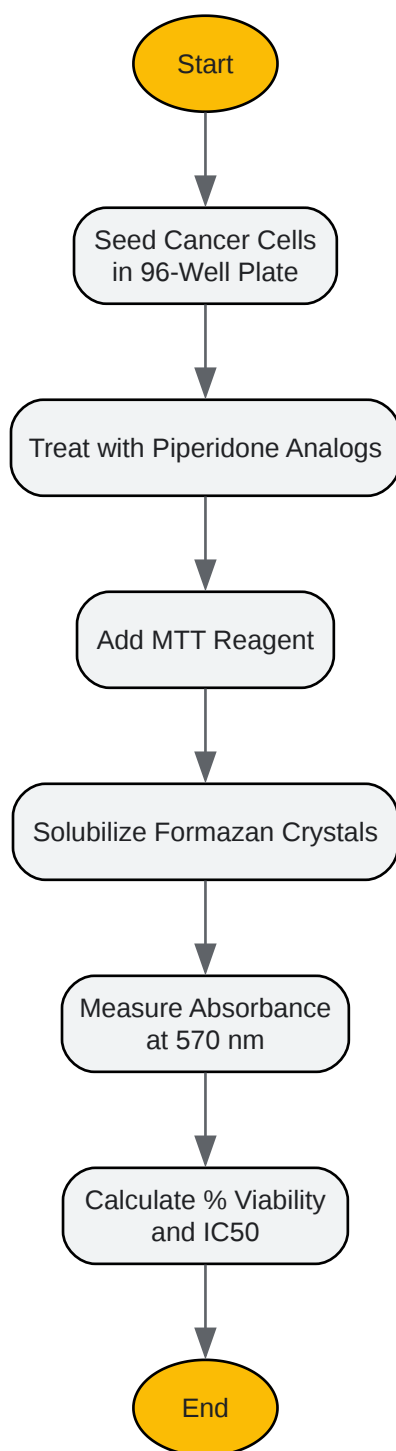 Start
Seed Cancer Cells
in 96-Well Plate
Treat with Piperidone Analogs
Add MTT Reagent
Solubilize Formazan Crystals
Measure Absorbance
at 570 nm
Calculate % Viability
and IC50
End